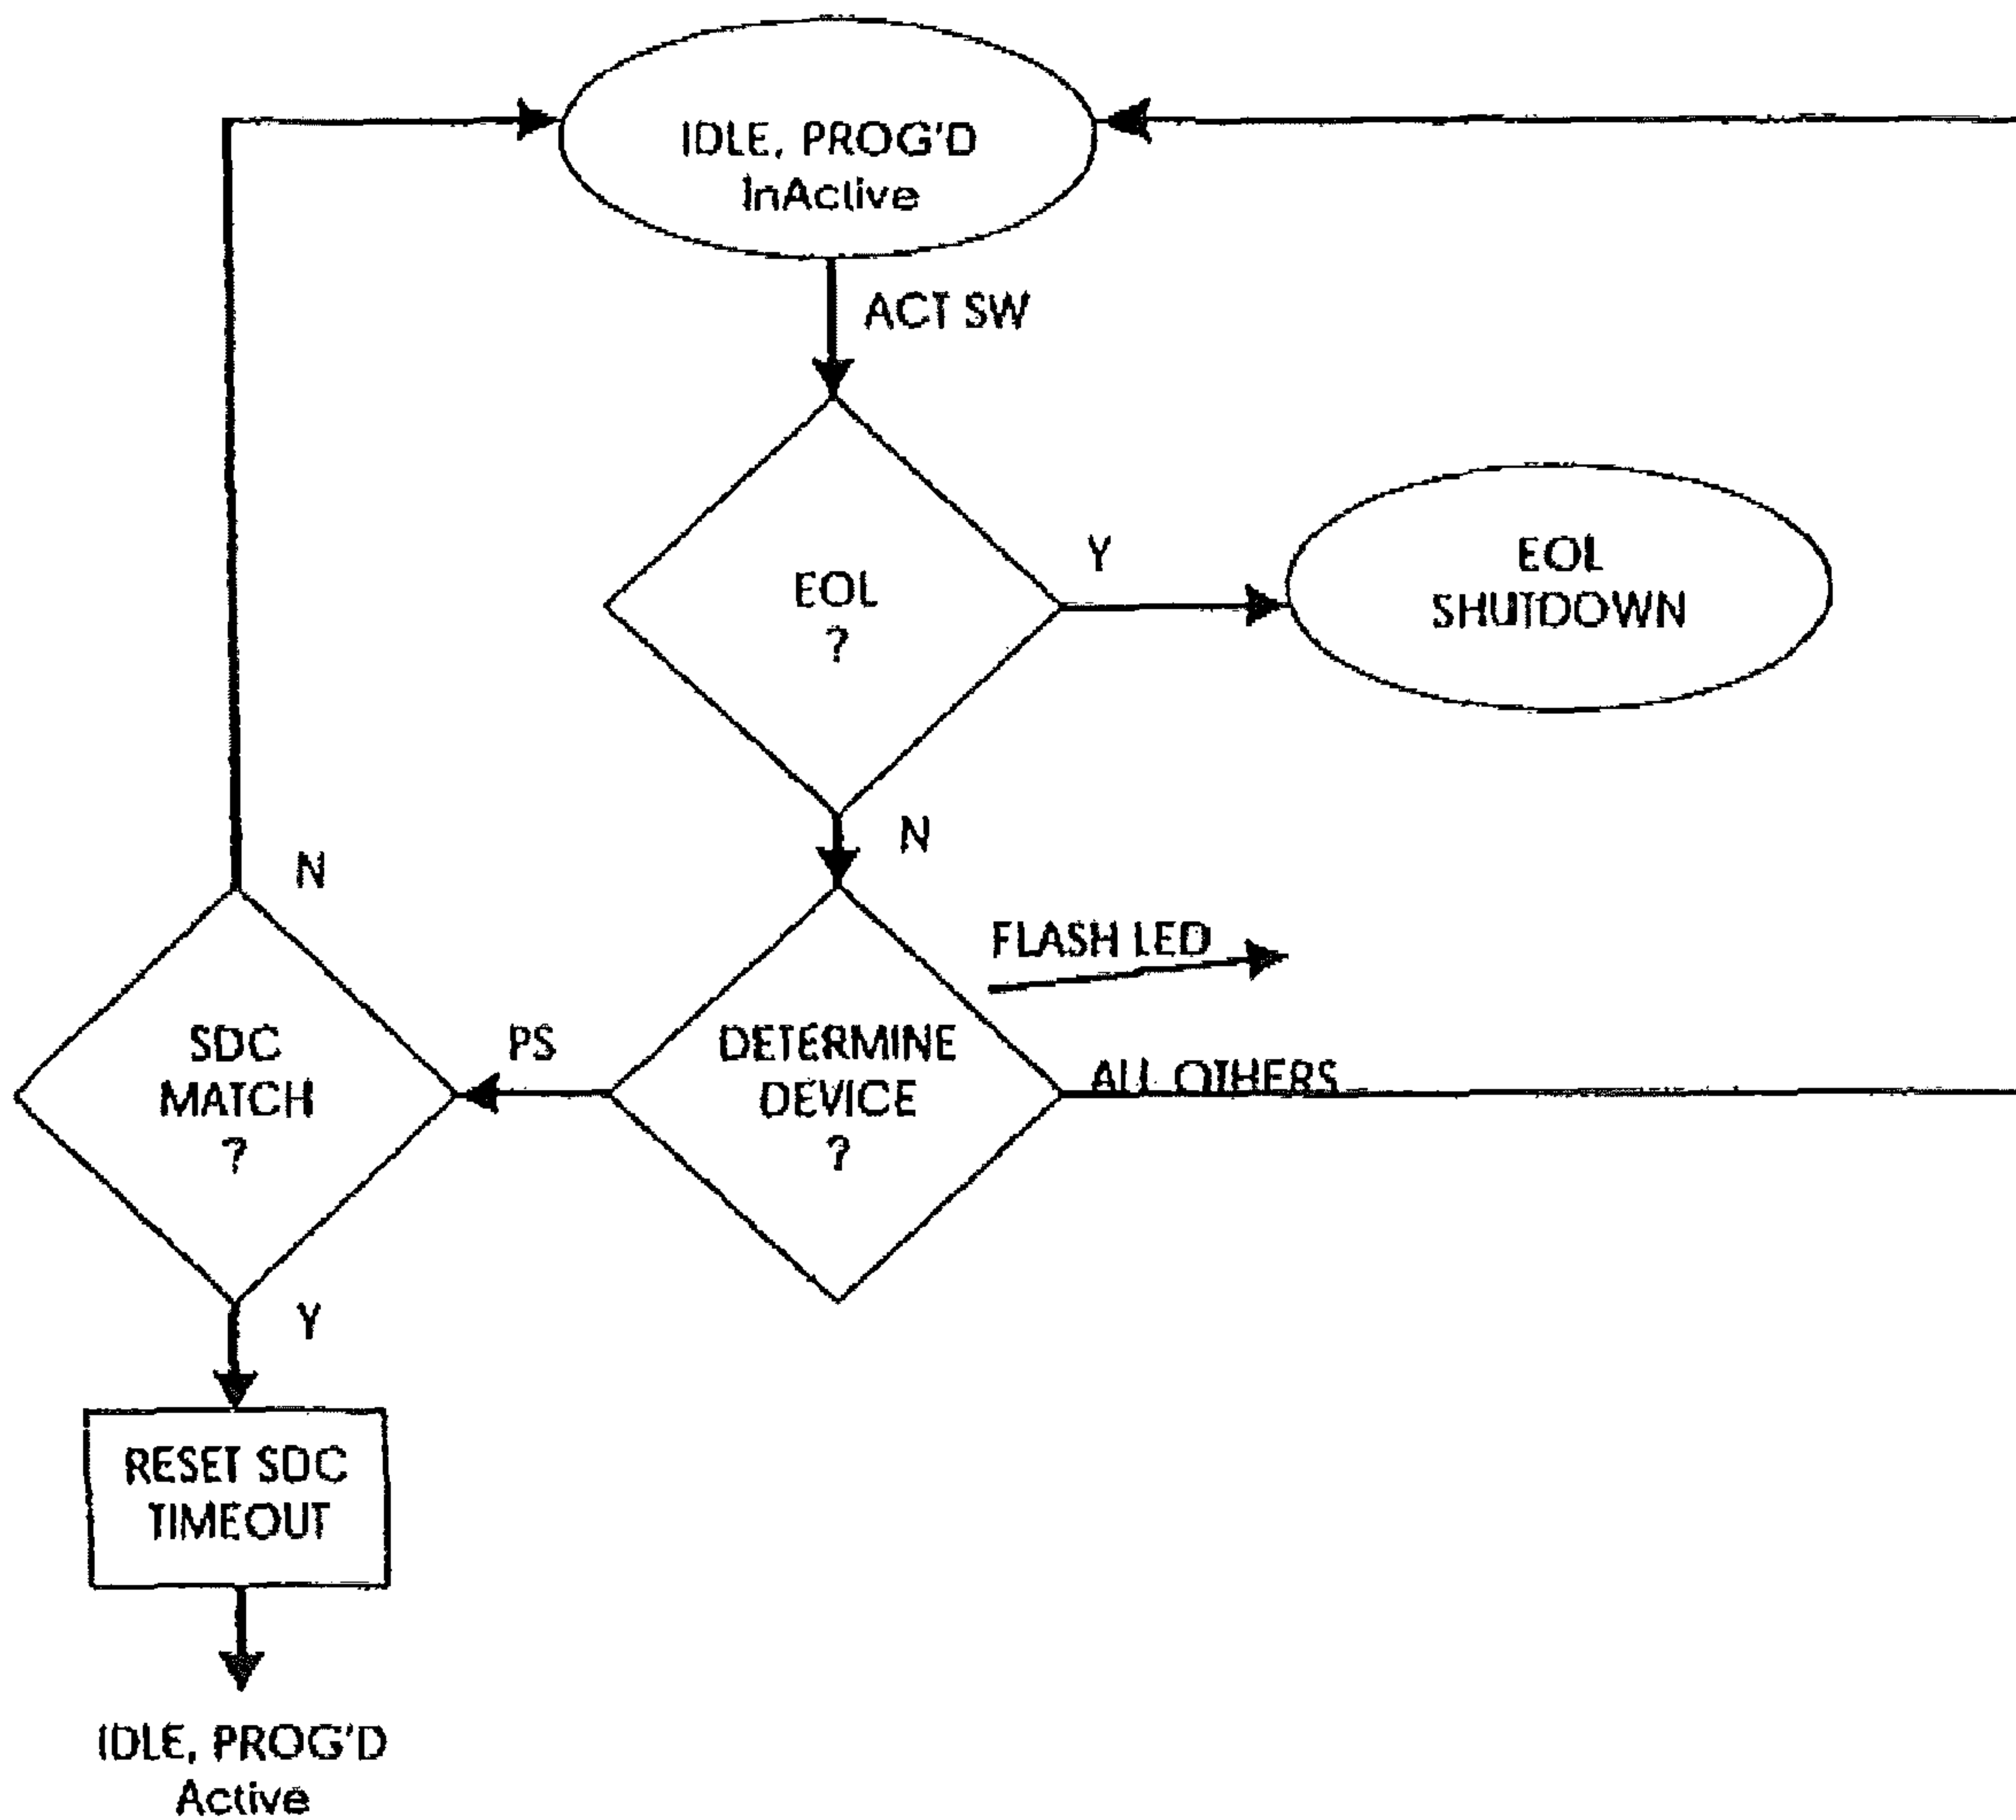 IDLE, PROG'D
InActive
ACT SW
EOL
?
Y
EOL
SHUTDOWN
N
N
FLASH LED
SDC
MATCH
?
PS
DETERMINE
DEVICE
?
ALL OTHERS
Y
RESET SDC
TIMEOUT
IDLE, PROG'D
Active